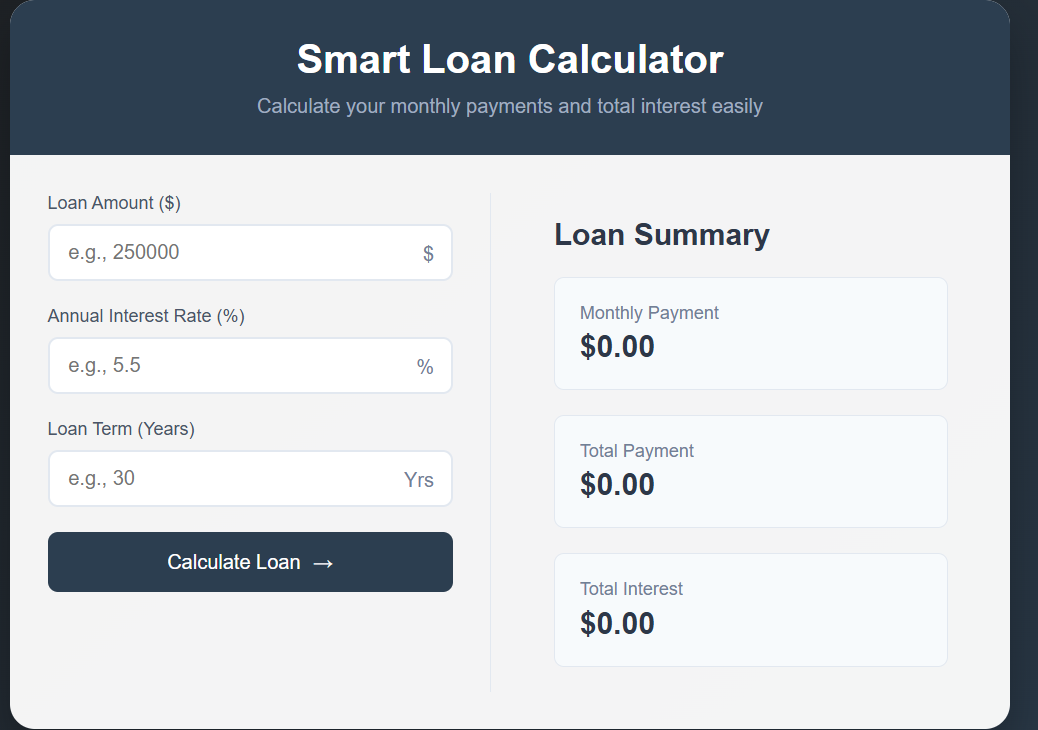 Smart Loan Calculator
Calculate your monthly payments and total interest easily
Loan Amount ($)
e.g., 250000 $
Annual Interest Rate (%)
e.g., 5.5 %
Loan Term (Years)
e.g., 30 Yrs
Calculate Loan →
Loan Summary
Monthly Payment
$0.00
Total Payment
$0.00
Total Interest
$0.00